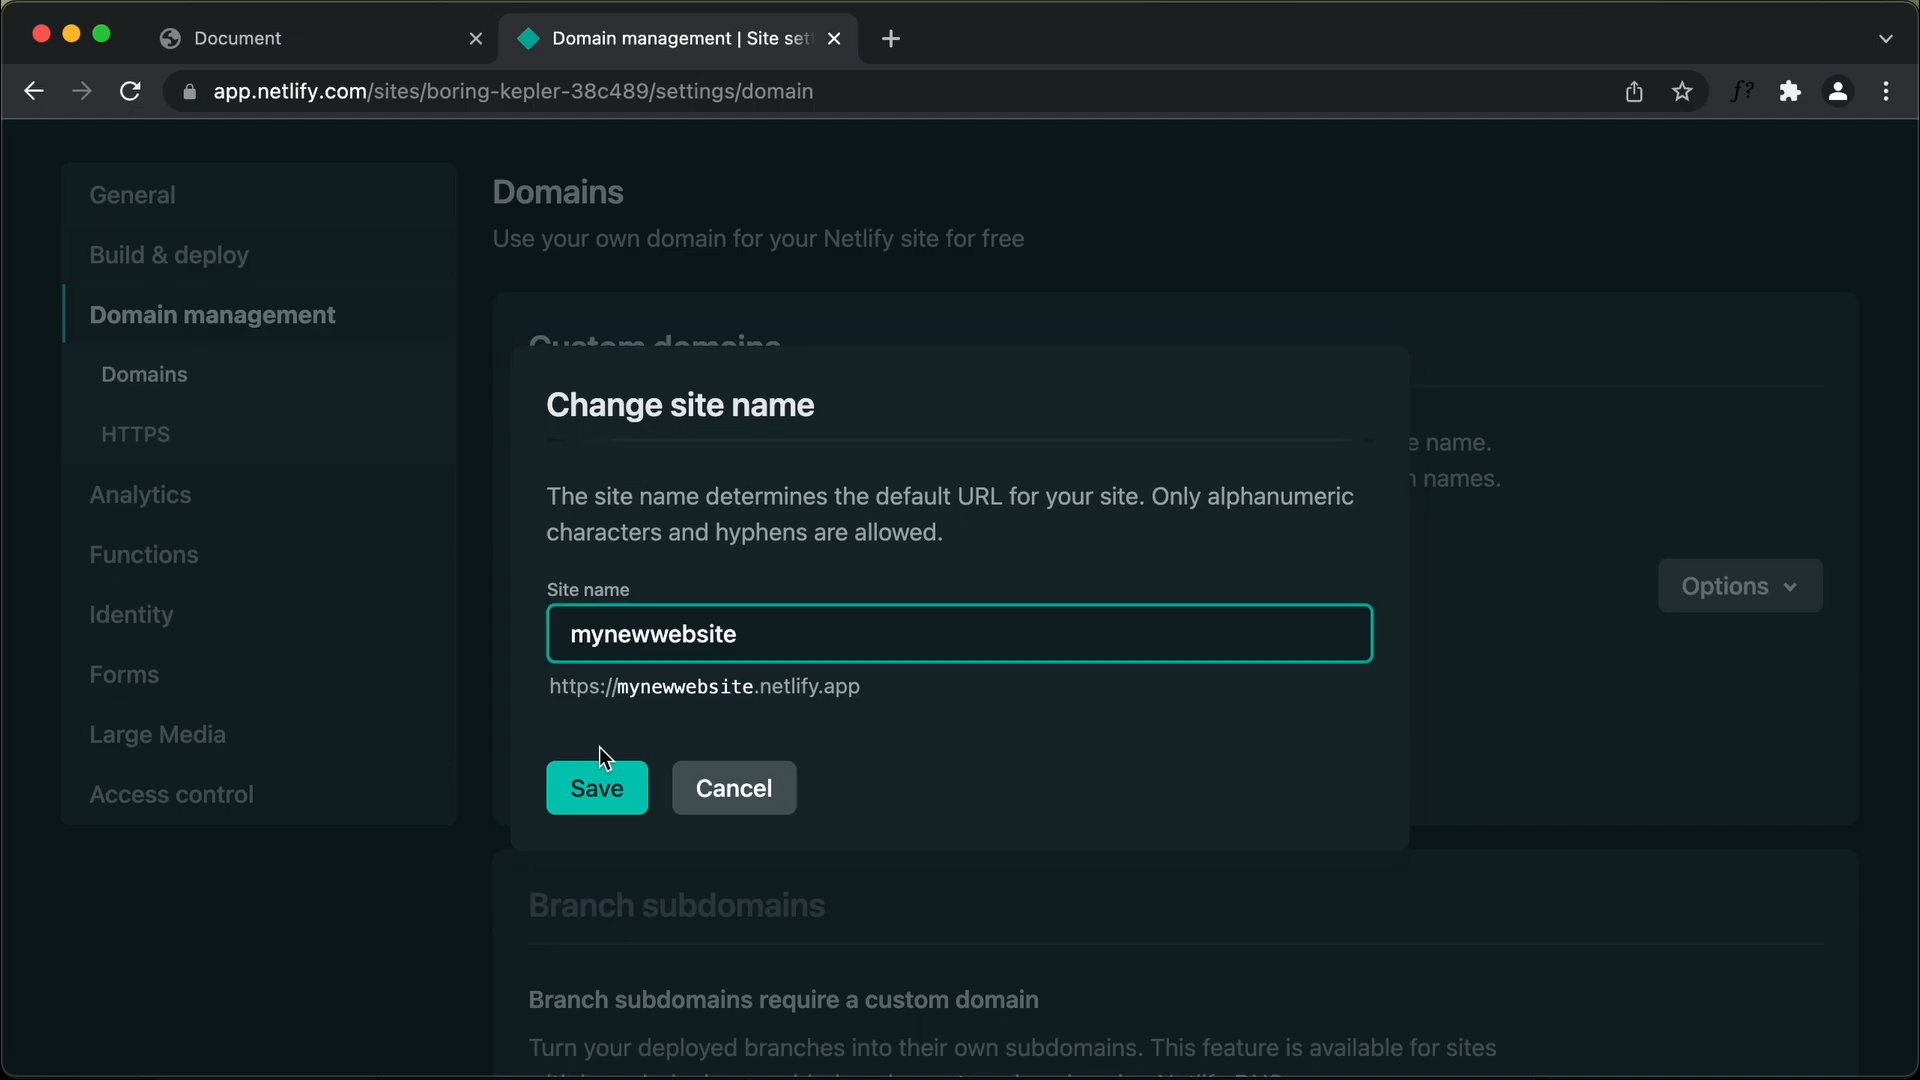 Document
Domain management | Site set
app.netlify.com/sites/boring-kepler-38c489/settings/domain
f?
General
Build & deploy
Domain management
Domains
HTTPS
Analytics
Functions
Identity
Forms
Large Media
Access control
Domains
Use your own domain for your Netlify site for free
Custom domains
e name.
names.
Options
Change site name
The site name determines the default URL for your site. Only alphanumeric
characters and hyphens are allowed.
Site name
mynewwebsite
https://mynewwebsite.netlify.app
Save
Cancel
Branch subdomains
Branch subdomains require a custom domain
Turn your deployed branches into their own subdomains. This feature is available for sites